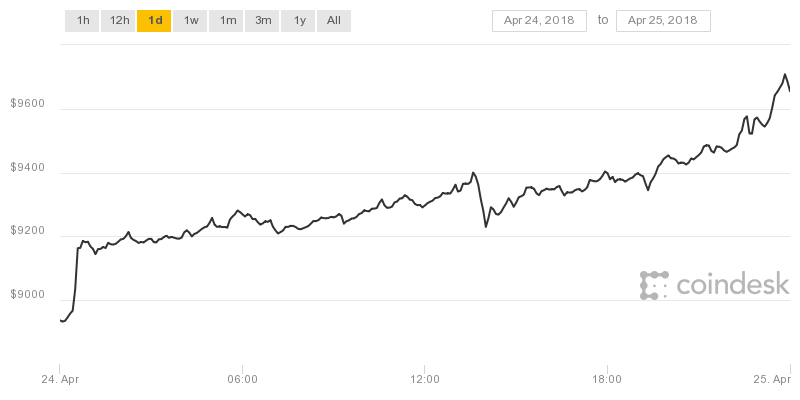 1h 12h 1d 1w 1m 3m 1y All Apr 24, 2018 to Apr 25, 2018
$9600
$9400
$9200
$9000
coindesk
24. Apr 06:00 12:00 18:00 25. Apr